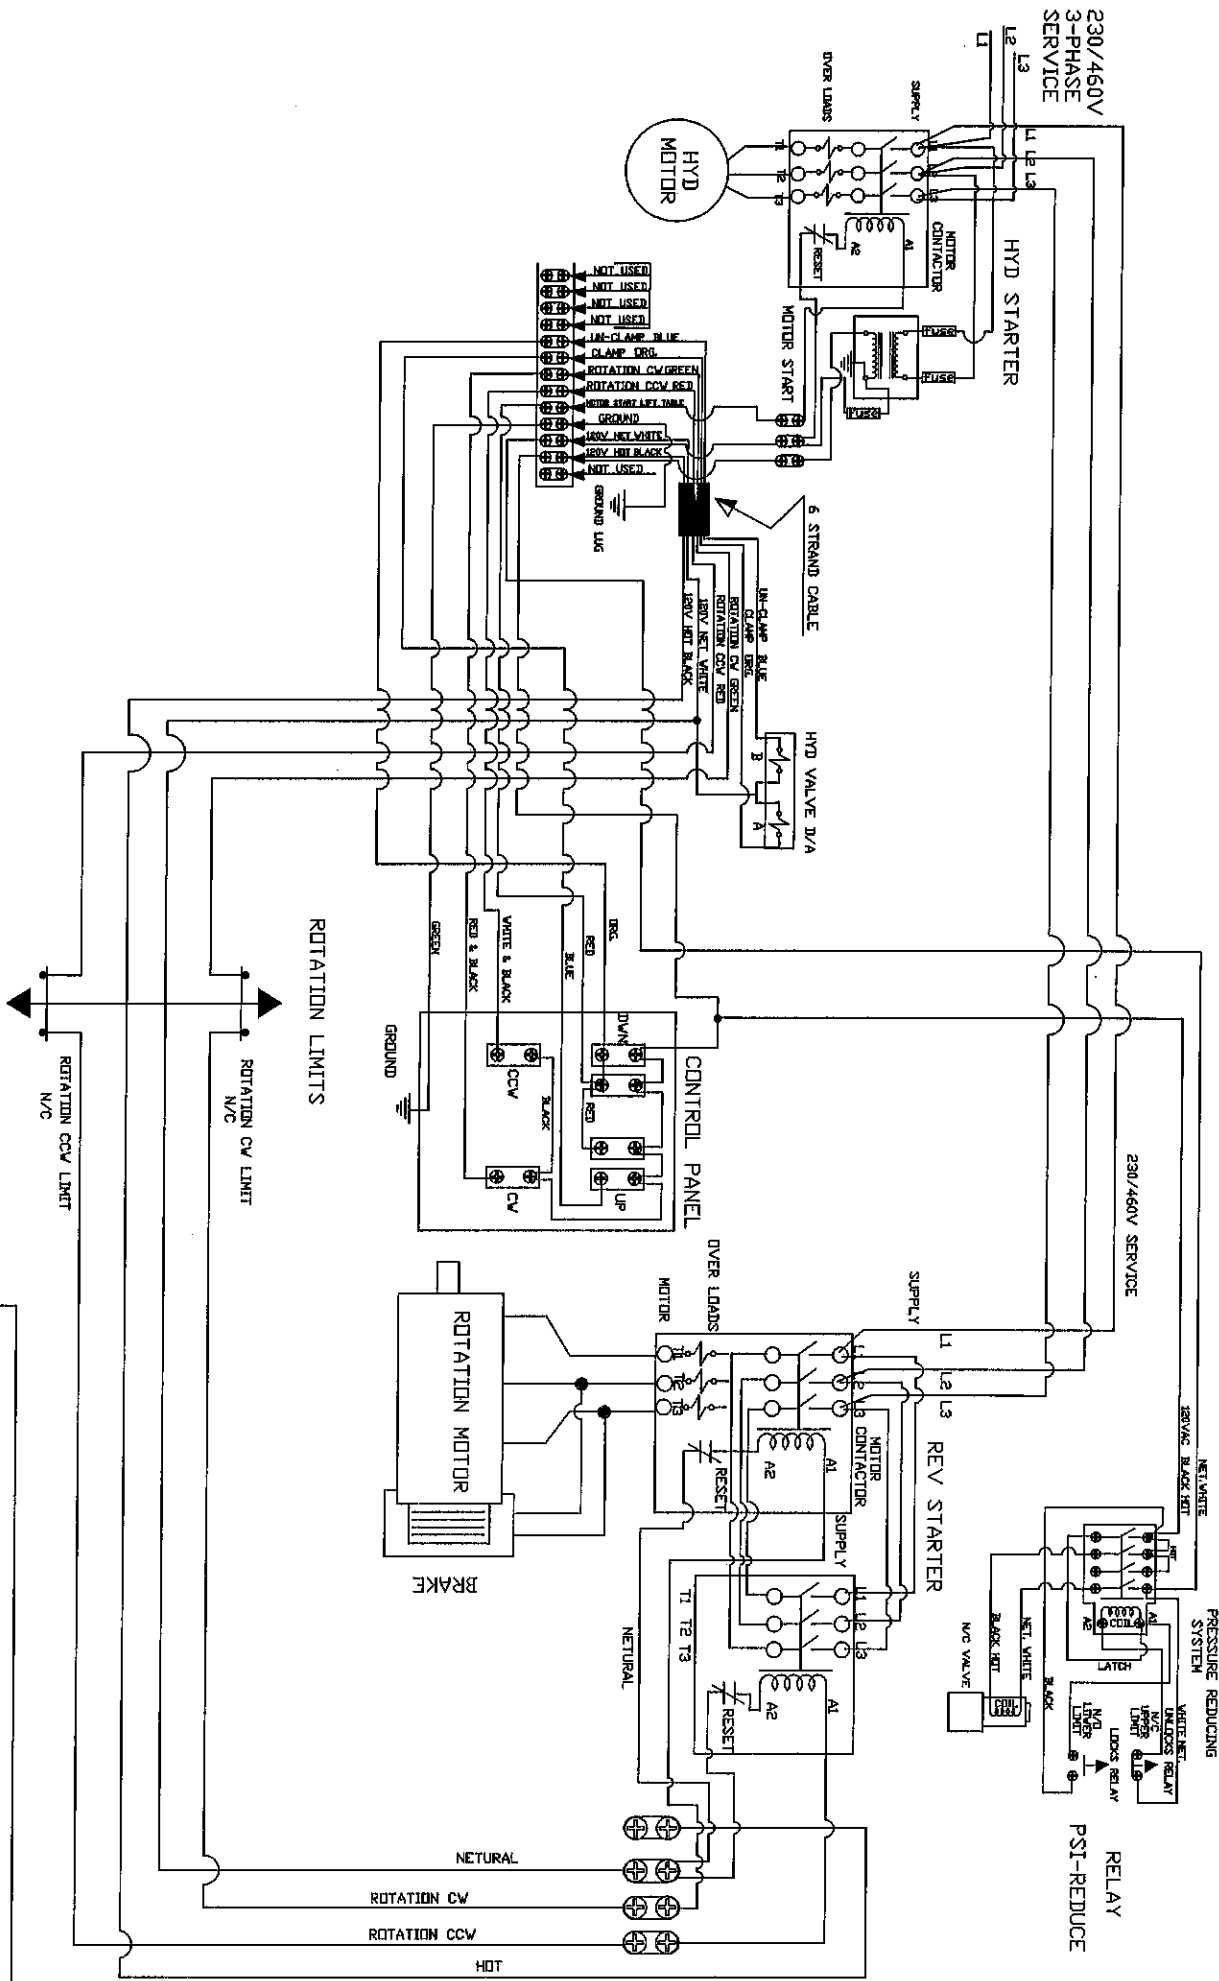 230/460V
3-PHASE
SERVICE
L1
L2
L3
SUPPLY
OVER LOADS
L1
L2
L3
L1
L2
L3
T1
T2
T3
HYD
MOTOR
A1
A2
RESET
MOTOR
CONTACTOR
HYD STARTER
fuse
fuse
fuse
MOTOR START
NOT USED
NOT USED
NOT USED
NOT USED
UN-CLAMP BLUE
CLAMP ORG.
ROTATION CW GREEN
ROTATION CCW RED
MOTOR START LIFT TABLE
GROUND
120V NET WHITE
120V HOT BLACK
NOT USED
GROUND LUG
6 STRAND CABLE
UN-CLAMP BLUE
CLAMP ORG
ROTATION CW GREEN
ROTATION CCW RED
120V NET WHITE
120V HOT BLACK
HYD VALVE D/A
B
A
ORG.
RED
BLUE
WHITE & BLACK
RED & BLACK
GREEN
ROTATION LIMITS
ROTATION CW LIMIT
N/C
ROTATION CCW LIMIT
N/C
GROUND
CONTROL PANEL
DWN
RED
UP
CCW
BLACK
CW
230/460V SERVICE
SUPPLY
OVER LOADS
MOTOR
L1
L2
L3
L1
L2
L3
T1
T2
T3
MOTOR
CONTACTOR
A1
A2
RESET
REV STARTER
SUPPLY
L1
L2
L3
T1 T2 T3
A1
A2
RESET
ROTATION MOTOR
BRAKE
NETURAL
NETURAL
ROTATION CW
ROTATION CCW
HOT
NET. WHITE
120VAC BLACK HOT
HOT
A1
A2
COIL
LATCH
PRESSURE REDUCING
SYSTEM
WHITE NET.
UNLOCKS RELAY
N/C
UPPER
LIMIT
LOCKS RELAY
N/O
LOWER
LIMIT
BLACK
NET. WHITE
BLACK HOT
COIL
N/C VALVE
RELAY
PSI-REDUCE